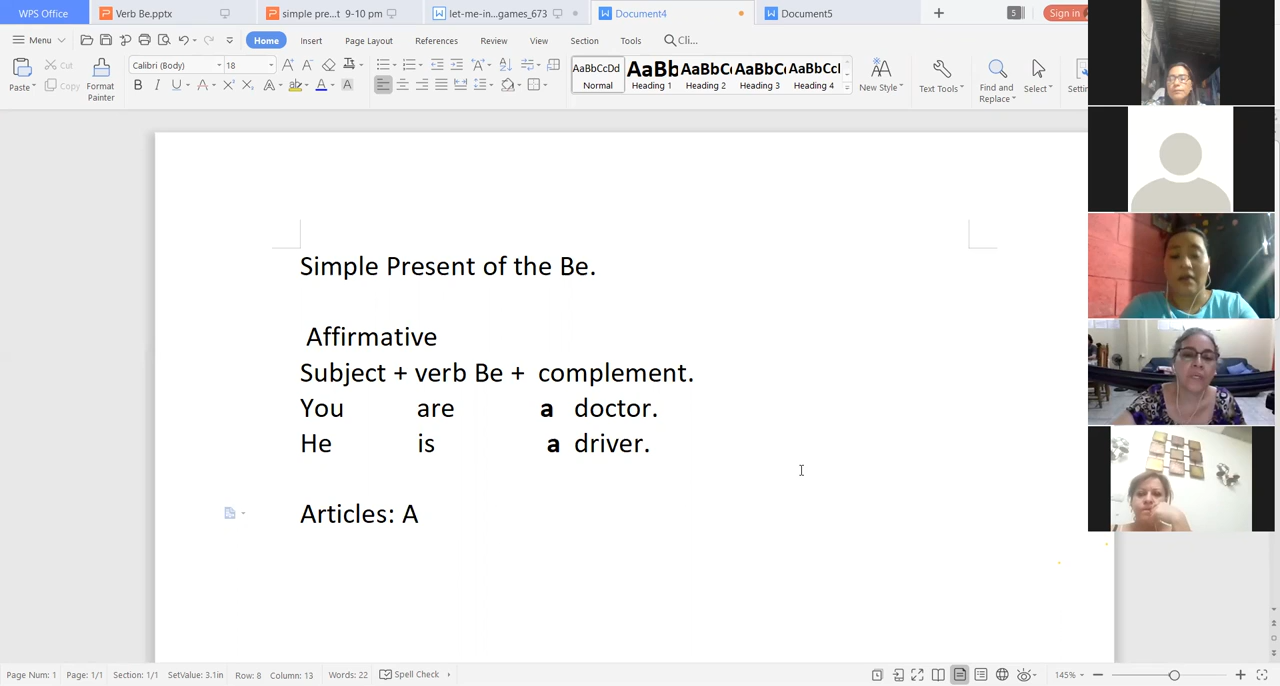 WPS Office
Verb Be.pptx
simple pre...t 9-10 pm
let-me-in...games_673
Document4
Document5
5
Sign in
Menu
Home
Insert
Page Layout
References
Review
View
Section
Tools
Cli...
Paste
Cut
Copy
Format Painter
Calibri (Body)
18
AaBbCcDd
Normal
AaBb
Heading 1
AaBbC
Heading 2
AaBbC
Heading 3
AaBbCcI
Heading 4
New Style
Text Tools
Find and Replace
Select
Simple Present of the Be.
Affirmative
Subject + verb Be + complement.
You are a doctor.
He is a driver.
Articles: A
Page Num: 1 Page: 1/1 Section: 1/1 SetValue: 3.1in Row: 8 Column: 13 Words: 22 Spell Check
145%